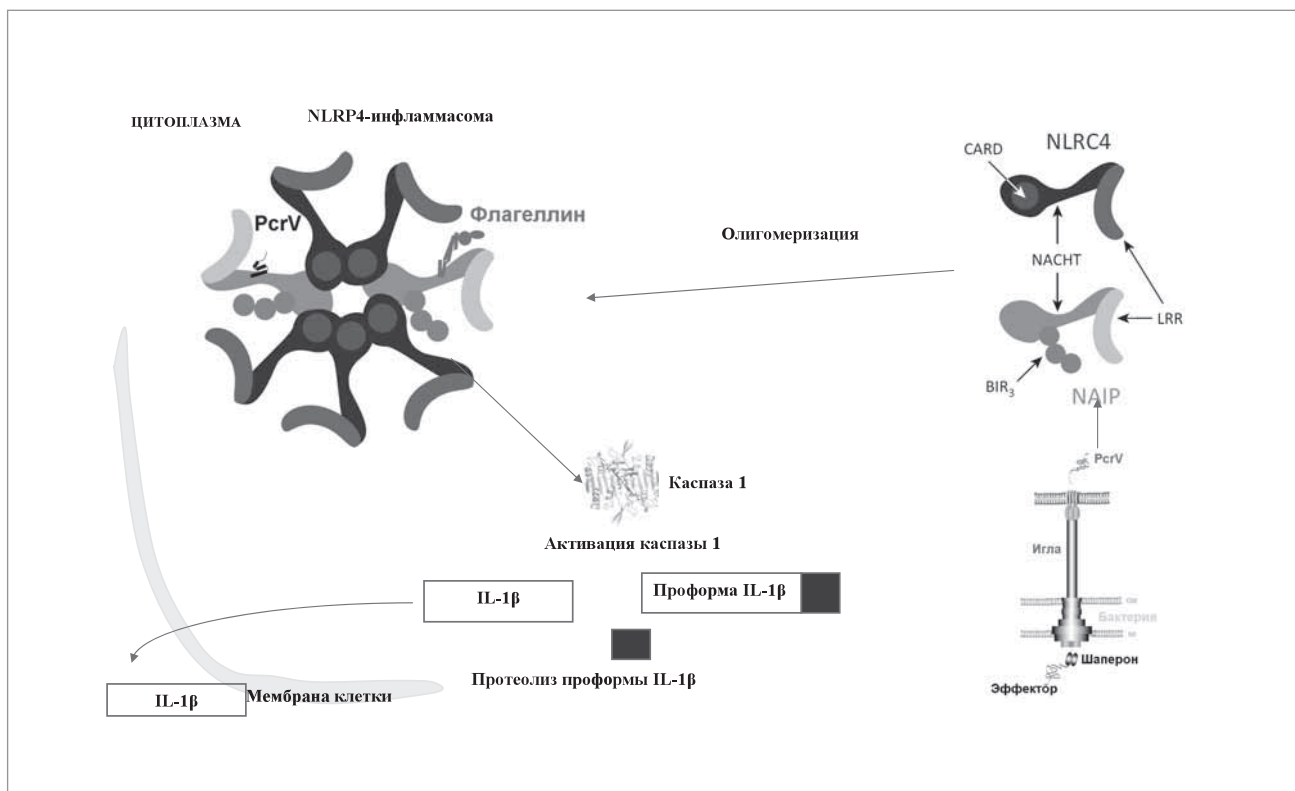 ЦИТОПЛАЗМА
NLRP4-инфламмасома
PcrV
Флагеллин
Олигомеризация
CARD
NLRC4
NACHT
LRR
BIR3
NAIP
PcrV
Игла
Бактерия
Шаперон
Эффектор
Каспаза 1
Активация каспазы 1
IL-1β
Проформа IL-1β
Протеолиз проформы IL-1β
IL-1β
Мембрана клетки